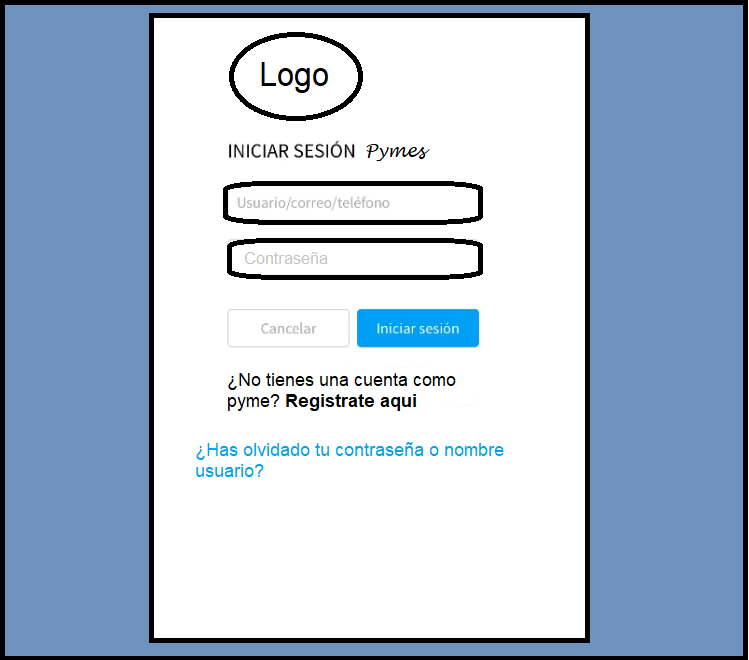 Logo
INICIAR SESIÓN Pymes
Usuario/correo/teléfono
Contraseña
Cancelar Iniciar sesión
¿No tienes una cuenta como
pyme? Registrate aqui
¿Has olvidado tu contraseña o nombre
usuario?